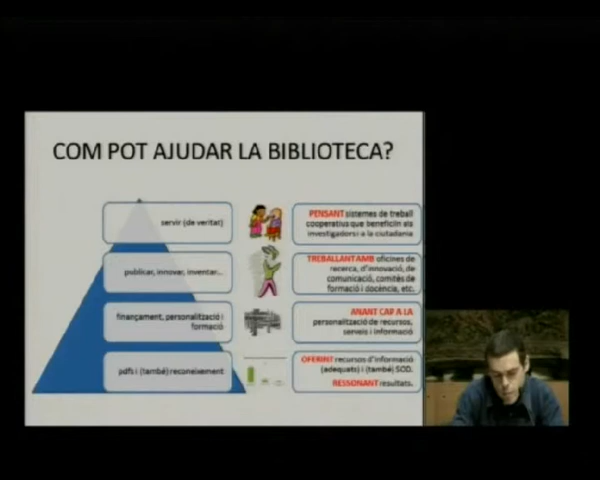 COM POT AJUDAR LA BIBLIOTECA?
servir (de veritat)
PENSANT sistemes de treball
cooperatius que beneficiïn als
investigadors i a la ciutadania
publicar, innovar, inventar...
TREBALLANT AMB oficines de
recerca, d'innovació, de
comunicació, comitès de
formació i docència, etc.
finançament, personalització i
formació
ANANT CAP A LA
personalització de recursos,
serveis i informació
pdfs i (també) reconeixement
OFERINT recursos d'informació
(adequats) i (també) SOD.
RESSONANT resultats.